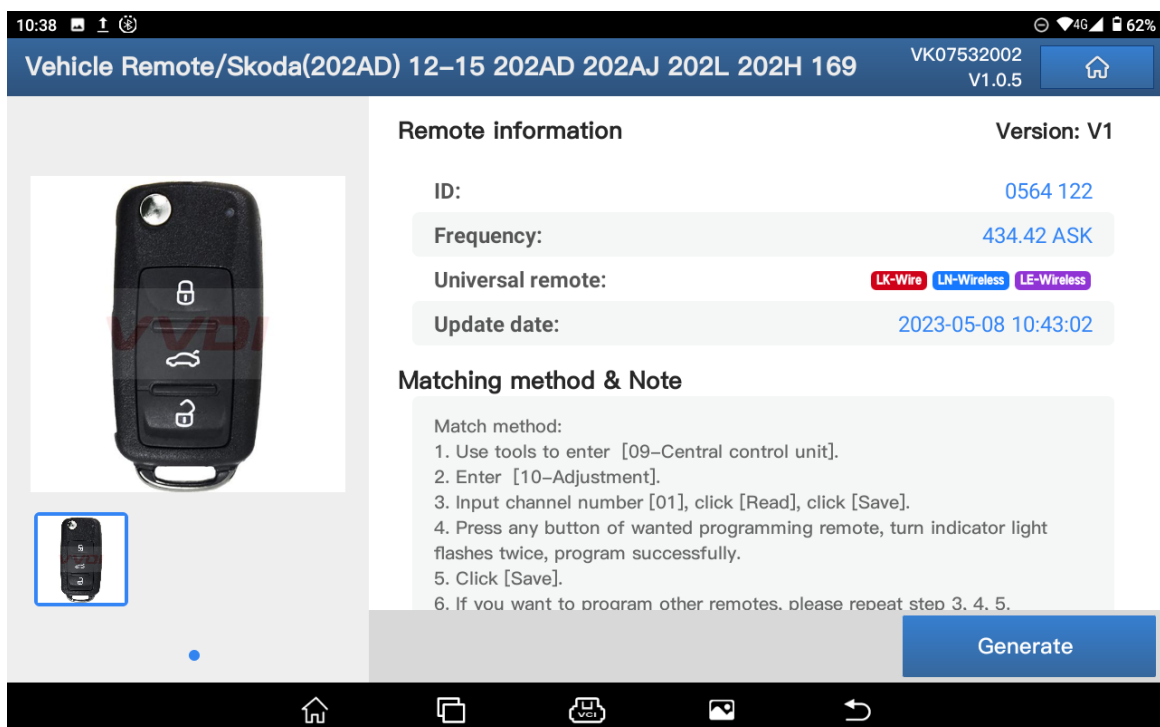 10:38
4G 62%
Vehicle Remote/Skoda(202AD) 12–15 202AD 202AJ 202L 202H 169
VK07532002
V1.0.5
Remote information
Version: V1
ID: 0564 122
Frequency: 434.42 ASK
Universal remote: LK-Wire LN-Wireless LE-Wireless
Update date: 2023-05-08 10:43:02
VVDI
Matching method & Note
Match method:
1. Use tools to enter [09–Central control unit].
2. Enter [10–Adjustment].
3. Input channel number [01], click [Read], click [Save].
4. Press any button of wanted programming remote, turn indicator light
flashes twice, program successfully.
5. Click [Save].
6. If you want to program other remotes, please repeat step 3, 4, 5.
VVDI
Generate
VCI